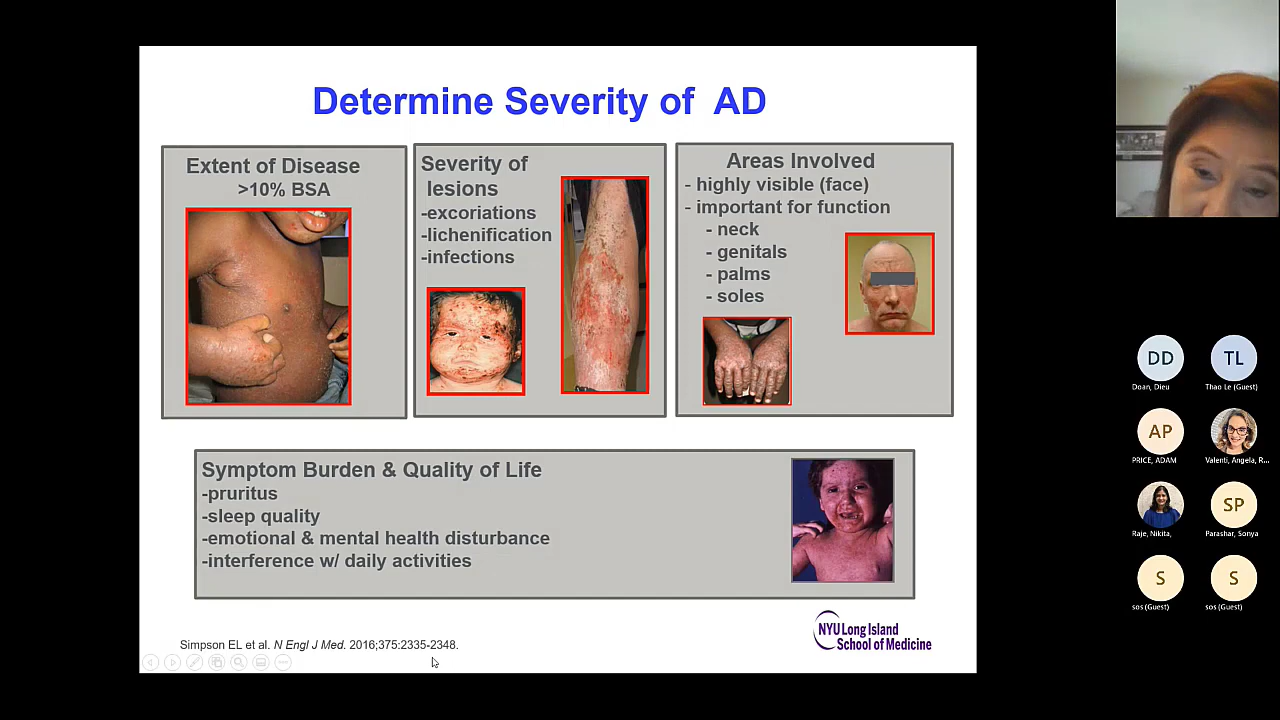 Determine Severity of AD
Extent of Disease
>10% BSA
Severity of
lesions
-excoriations
-lichenification
-infections
Areas Involved
- highly visible (face)
- important for function
- neck
- genitals
- palms
- soles
Symptom Burden & Quality of Life
-pruritus
-sleep quality
-emotional & mental health disturbance
-interference w/ daily activities
Simpson EL et al. N Engl J Med. 2016;375:2335-2348.
NYU Long Island
School of Medicine
DD
Doan, Dieu
TL
Thao Le (Guest)
AP
PRICE, ADAM
Valenti, Angela, R...
Raje, Nikita,
SP
Parashar, Sonya
S
sos (Guest)
S
sos (Guest)